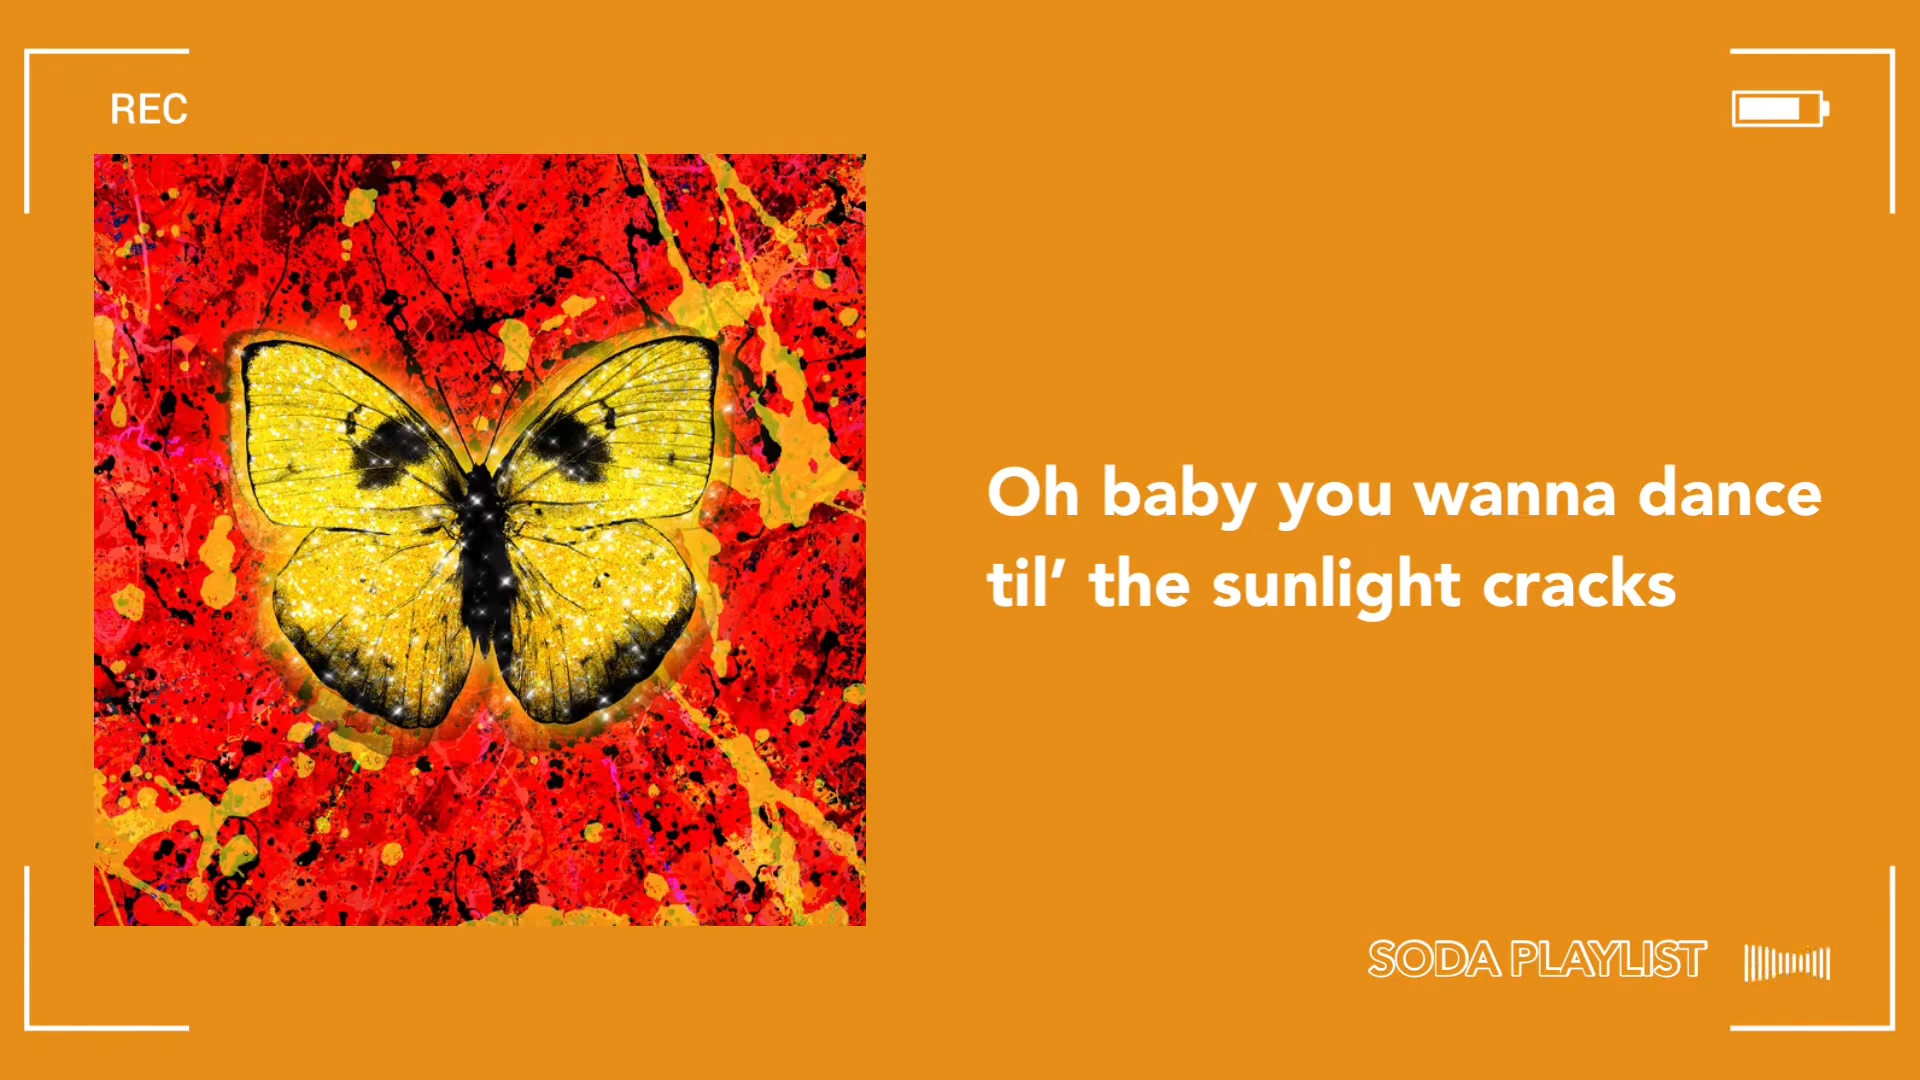 REC
Oh baby you wanna dance
til’ the sunlight cracks
SODA PLAYLIST